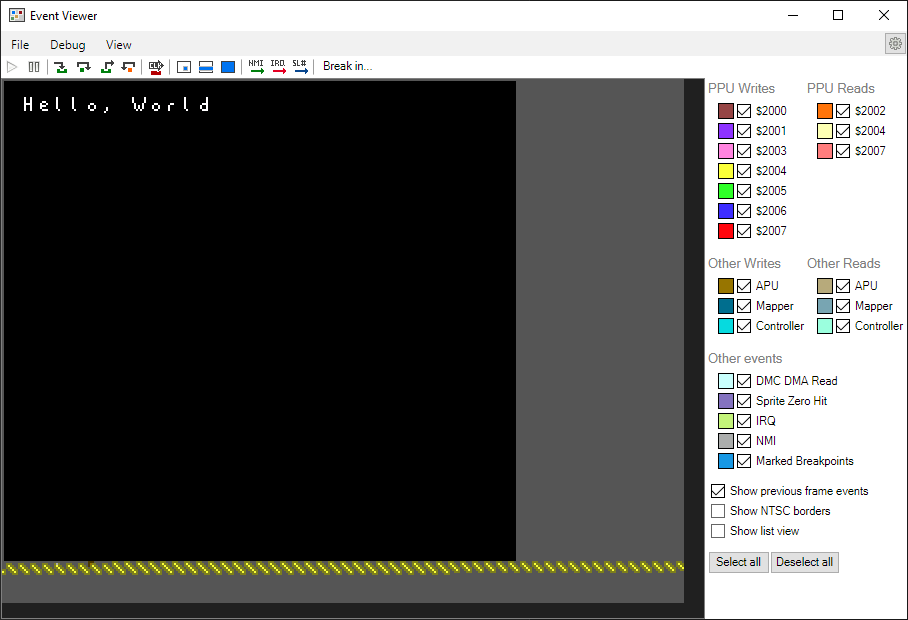 Event Viewer
File Debug View
NMI IRQ SL# Break in...
Hello, World
PPU Writes PPU Reads
$2000 $2002
$2001 $2004
$2003 $2007
$2004
$2005
$2006
$2007
Other Writes Other Reads
APU APU
Mapper Mapper
Controller Controller
Other events
DMC DMA Read
Sprite Zero Hit
IRQ
NMI
Marked Breakpoints
Show previous frame events
Show NTSC borders
Show list view
Select all Deselect all